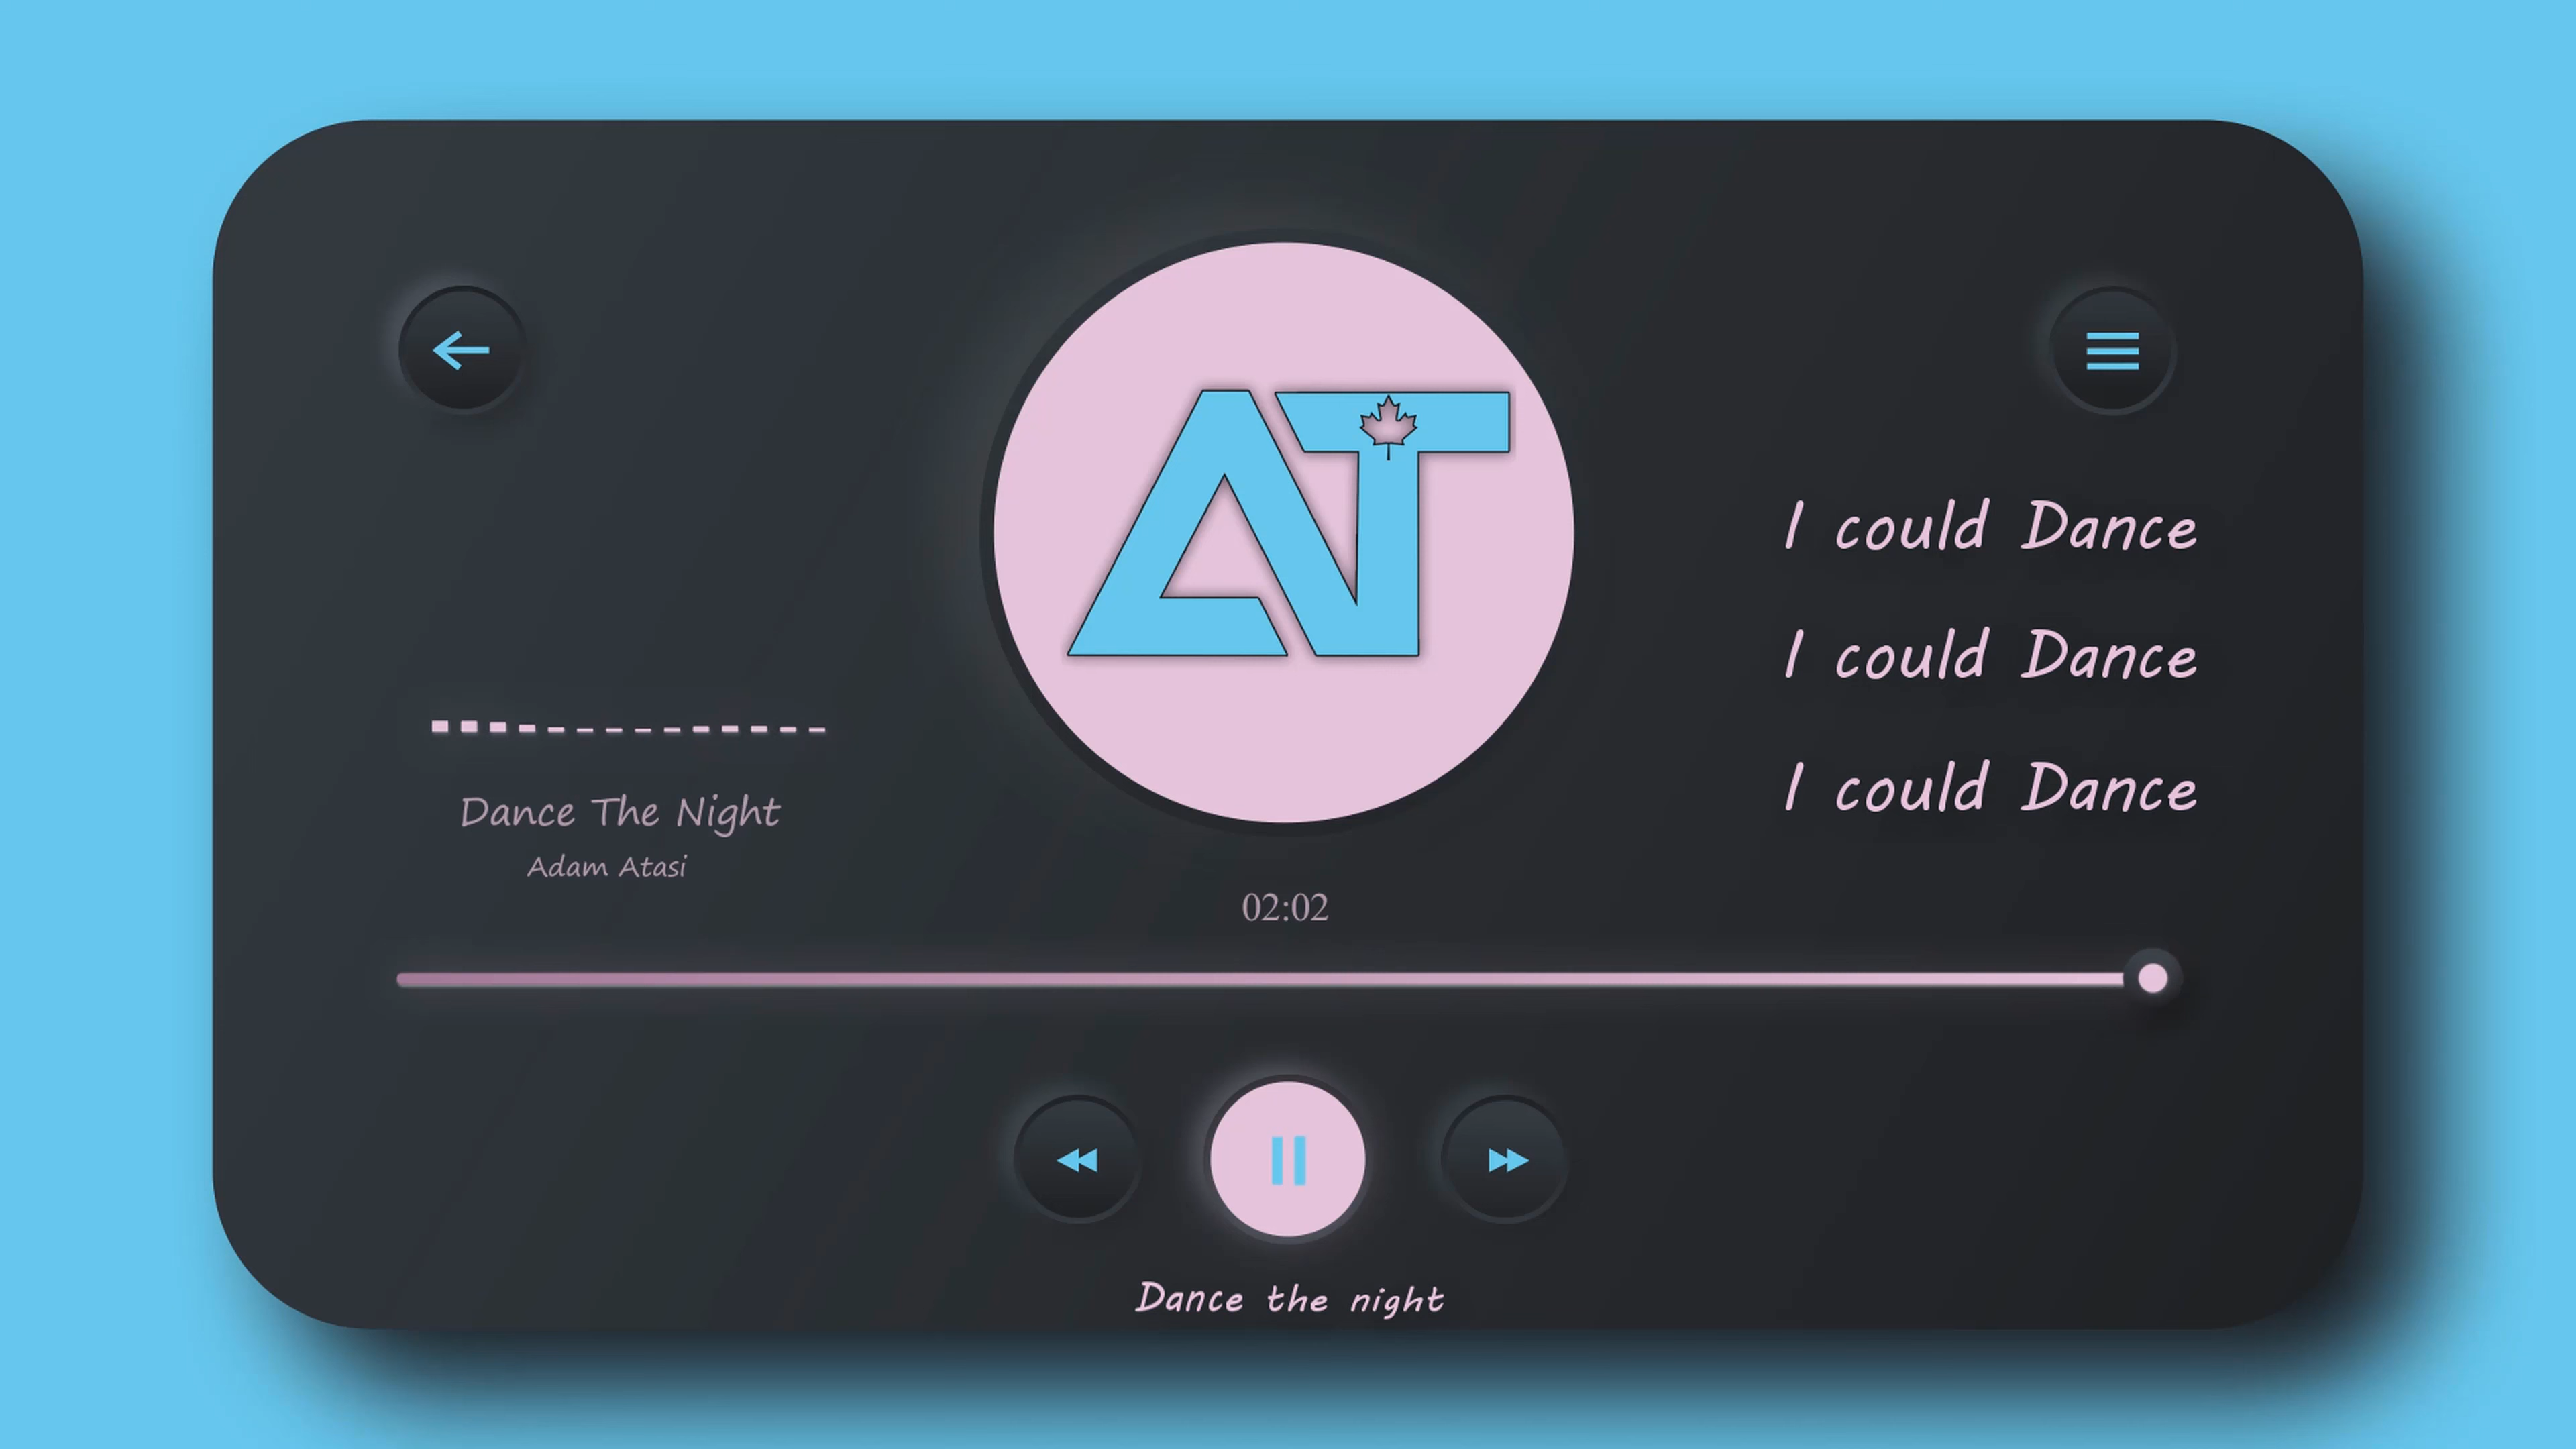 AT
I could Dance
I could Dance
I could Dance
Dance The Night
Adam Atasi
02:02
Dance the night